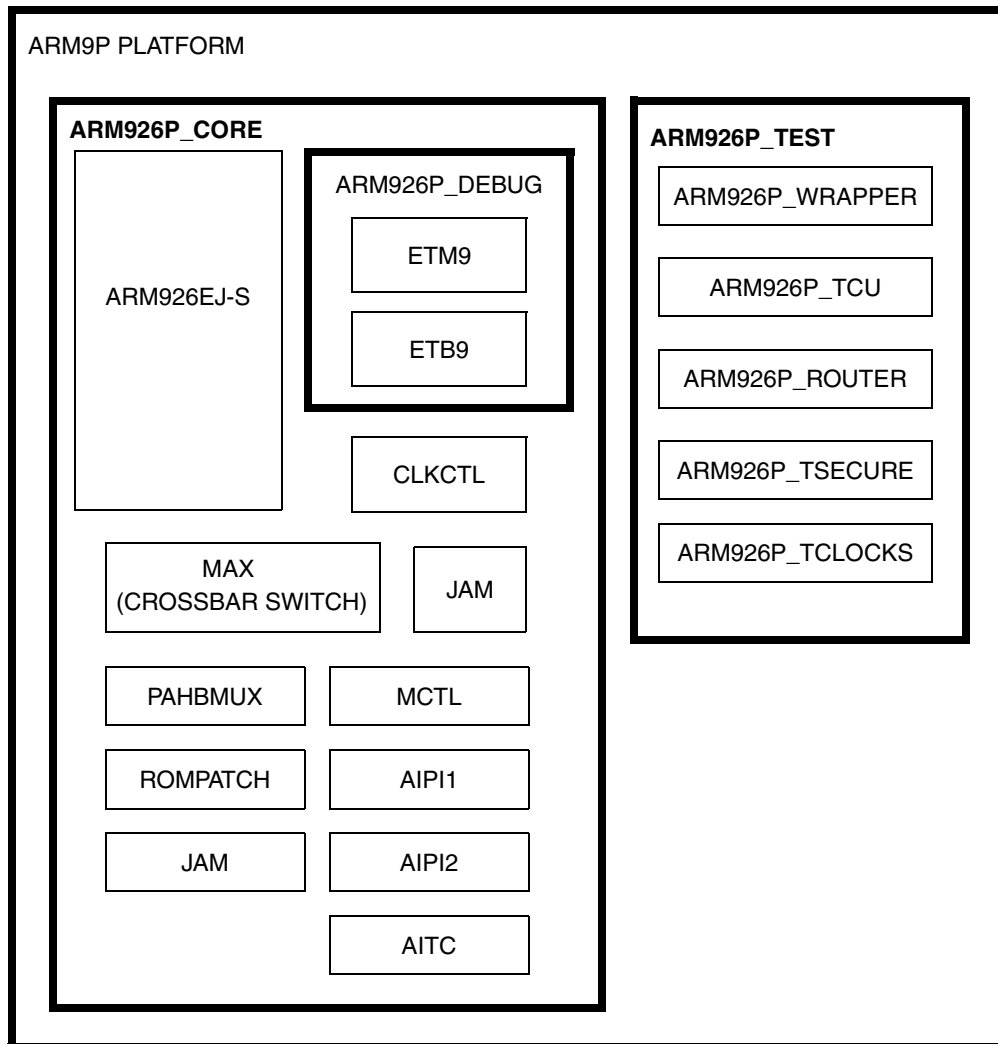 ARM9P PLATFORM
ARM926P_CORE
ARM926EJ-S
ARM926P_DEBUG
ETM9
ETB9
CLKCTL
MAX
(CROSSBAR SWITCH)
JAM
PAHBMUX
MCTL
ROMPATCH
AIPI1
JAM
AIPI2
AITC
ARM926P_TEST
ARM926P_WRAPPER
ARM926P_TCU
ARM926P_ROUTER
ARM926P_TSECURE
ARM926P_TCLOCKS